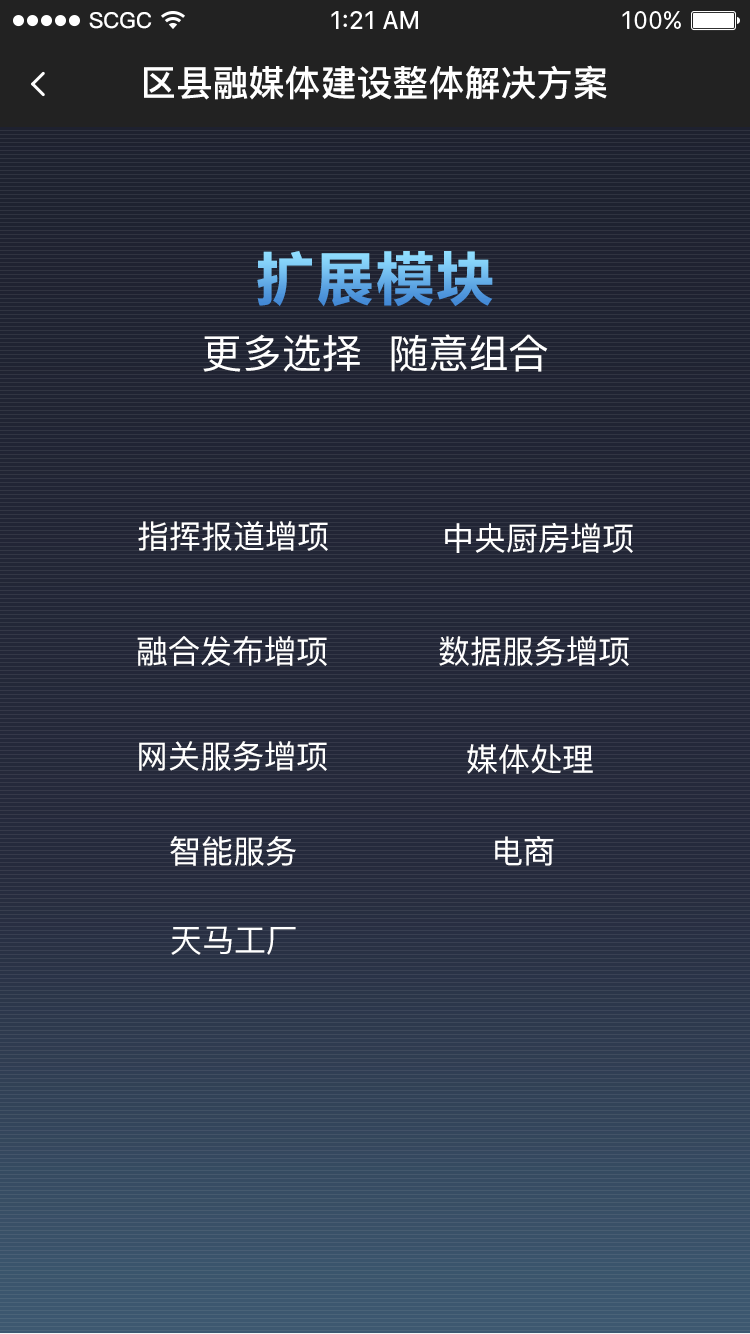 SCGC 1:21 AM 100%
区县融媒体建设整体解决方案
扩展模块
更多选择 随意组合
指挥报道增项 中央厨房增项
融合发布增项 数据服务增项
网关服务增项 媒体处理
智能服务 电商
天马工厂